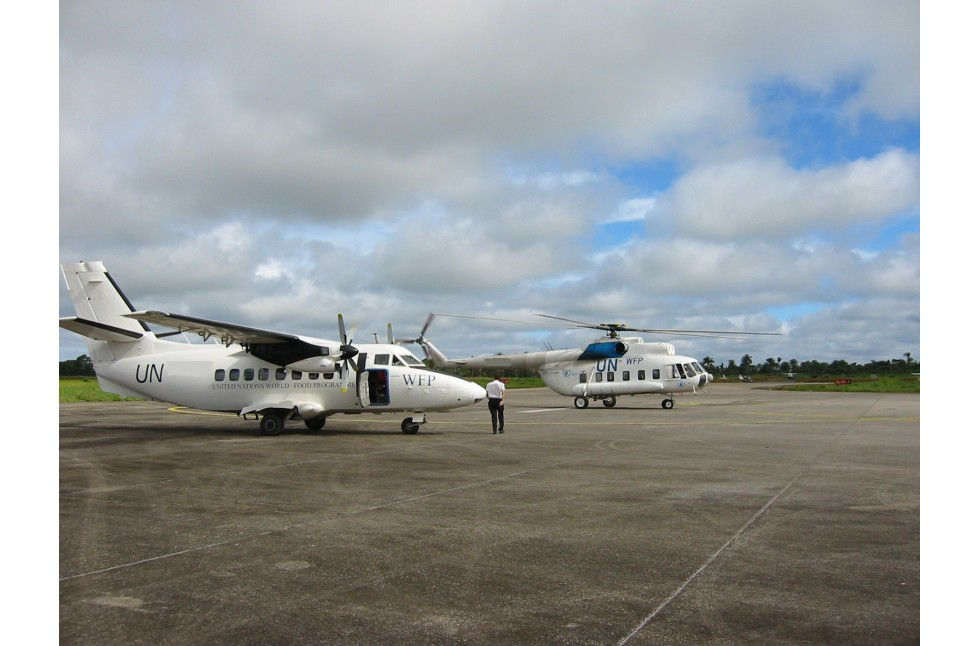 UN
UNITED NATIONS WORLD FOOD PROGRAMME
WFP
UN WFP